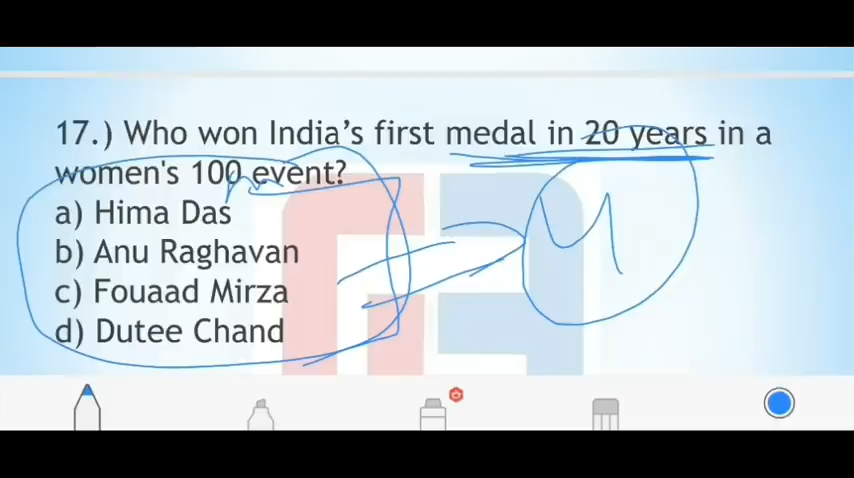 17.) Who won India's first medal in 20 years in a
women's 100 event?
m
a) Hima Das
b) Anu Raghavan
c) Fouaad Mirza
d) Dutee Chand
4